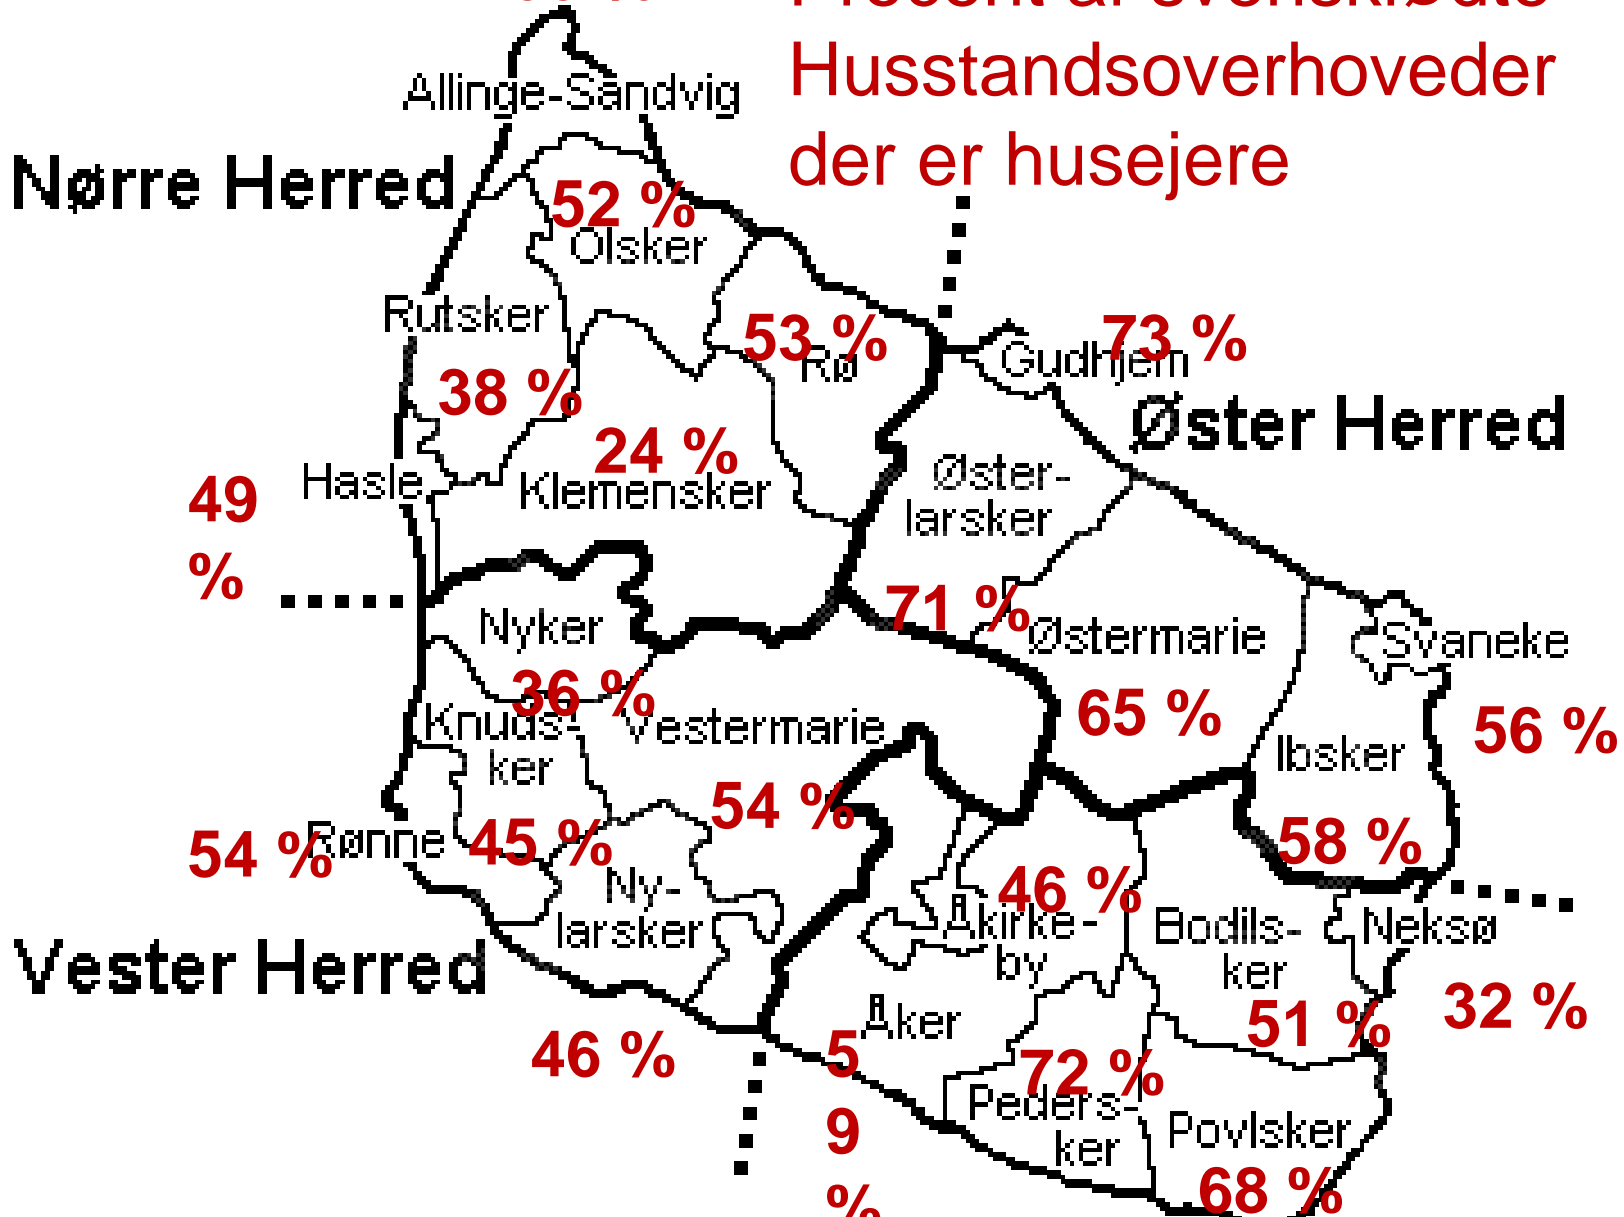 Husstandsoverhoveder
der er husejere
Allinge-Sandvig
Nørre Herred
52 %
Olsker
Rutsker
53 %
Rø
73 %
Gudhjem
38 %
Øster Herred
24 %
Klemensker
Hasle
49
%
Øster-
larsker
71 %
Nyker
Østermarie
Svaneke
36 %
65 %
56 %
Knuds-
ker
Vestermarie
Ibsker
54 %
58 %
54 %
Rønne
45 %
46 %
Ny-
larsker
Åkirke-
by
Bodils-
ker
Neksø
Vester Herred
51 %
32 %
Åker
46 %
5
9
%
72 %
Peders-
ker
Povlsker
68 %